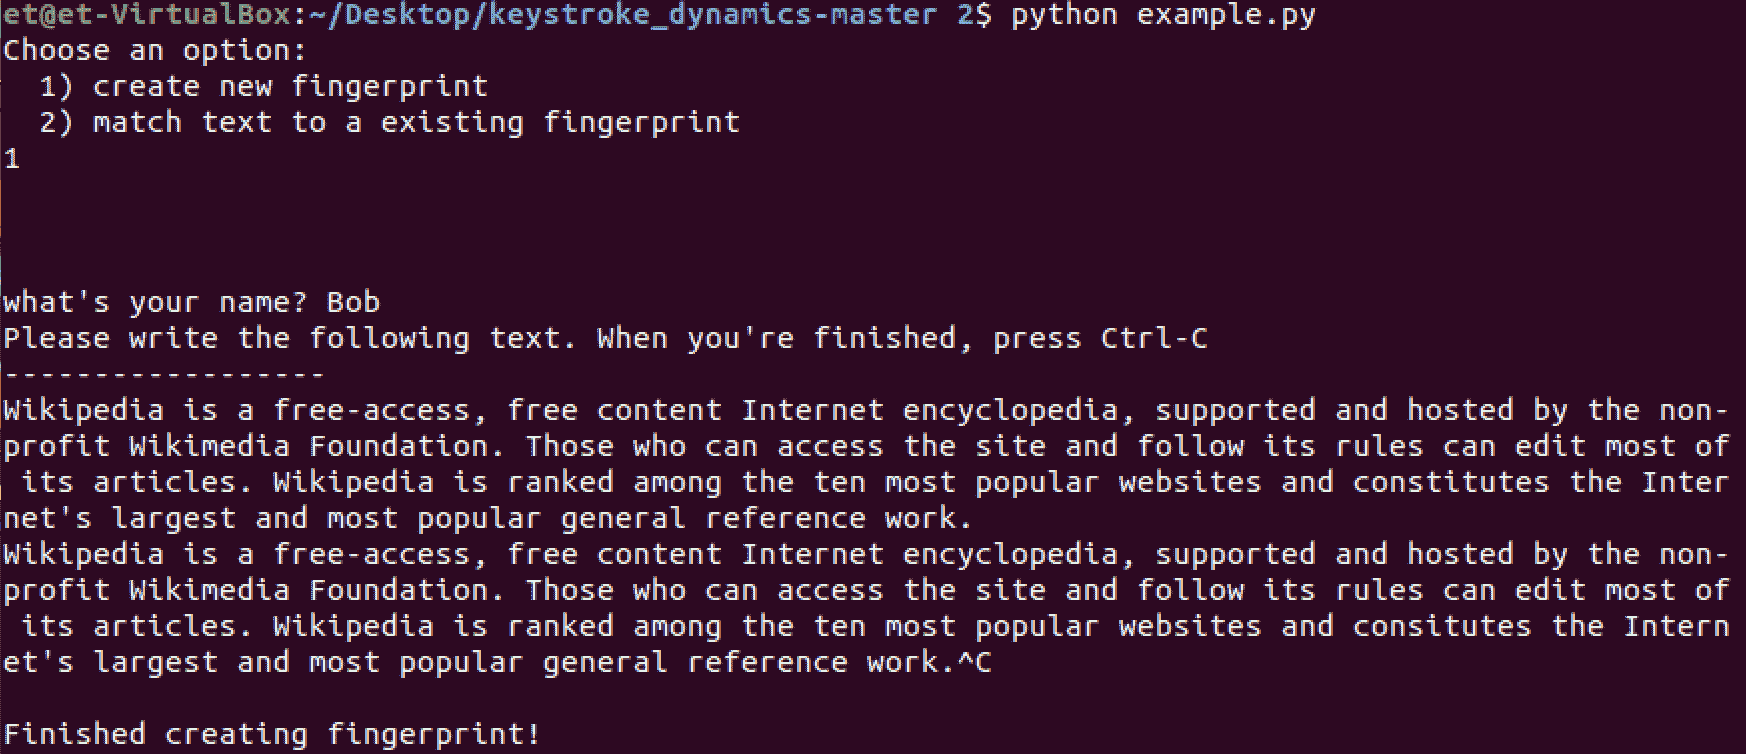 et@et-VirtualBox:~/Desktop/keystroke_dynamics-master 2$ python example.py
Choose an option:
  1) create new fingerprint
  2) match text to a existing fingerprint
1
what's your name? Bob
Please write the following text. When you're finished, press Ctrl-C
------------------
Wikipedia is a free-access, free content Internet encyclopedia, supported and hosted by the non-
profit Wikimedia Foundation. Those who can access the site and follow its rules can edit most of
 its articles. Wikipedia is ranked among the ten most popular websites and constitutes the Inter
net's largest and most popular general reference work.
Wikipedia is a free-access, free content Internet encyclopedia, supported and hosted by the non-
profit Wikimedia Foundation. Those who can access the site and follow its rules can edit most of
 its articles. Wikipedia is ranked among the ten most popular websites and consitutes the Intern
et's largest and most popular general reference work.^C
Finished creating fingerprint!